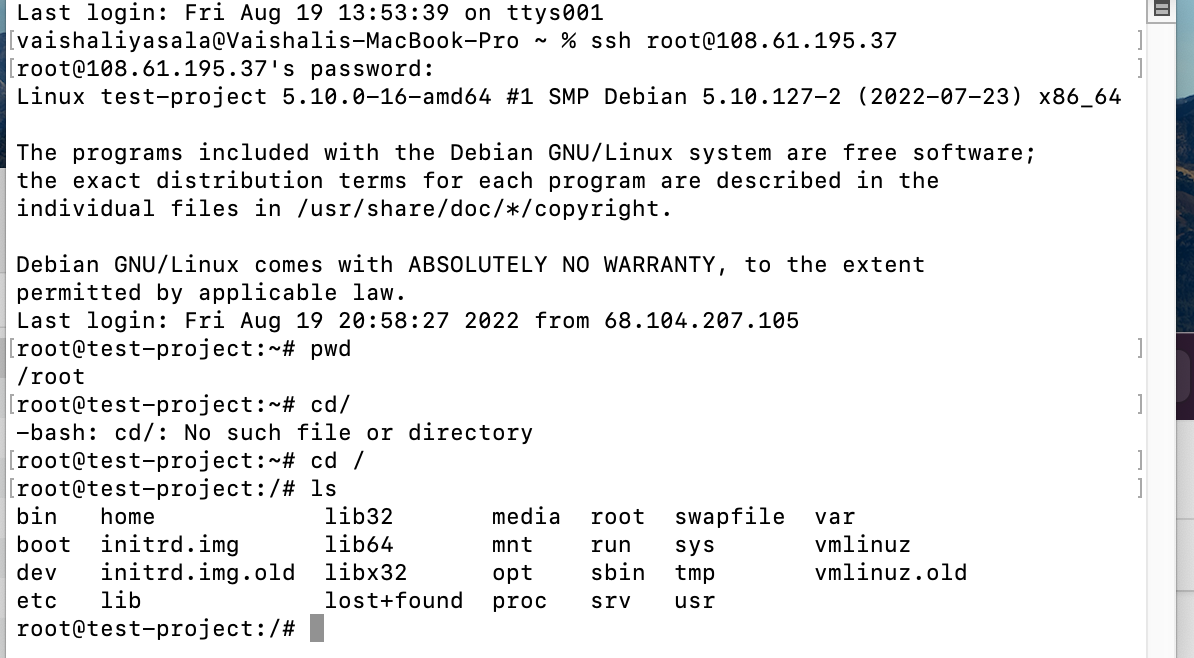 Last login: Fri Aug 19 13:53:39 on ttys001
[vaishaliyasala@Vaishalis-MacBook-Pro ~ % ssh root@108.61.195.37 ]
[root@108.61.195.37's password: ]
Linux test-project 5.10.0-16-amd64 #1 SMP Debian 5.10.127-2 (2022-07-23) x86_64
The programs included with the Debian GNU/Linux system are free software;
the exact distribution terms for each program are described in the
individual files in /usr/share/doc/*/copyright.
Debian GNU/Linux comes with ABSOLUTELY NO WARRANTY, to the extent
permitted by applicable law.
Last login: Fri Aug 19 20:58:27 2022 from 68.104.207.105
[root@test-project:~# pwd ]
/root
[root@test-project:~# cd/ ]
-bash: cd/: No such file or directory
[root@test-project:~# cd / ]
[root@test-project:/# ls ]
bin home lib32 media root swapfile var
boot initrd.img lib64 mnt run sys vmlinuz
dev initrd.img.old libx32 opt sbin tmp vmlinuz.old
etc lib lost+found proc srv usr
root@test-project:/#